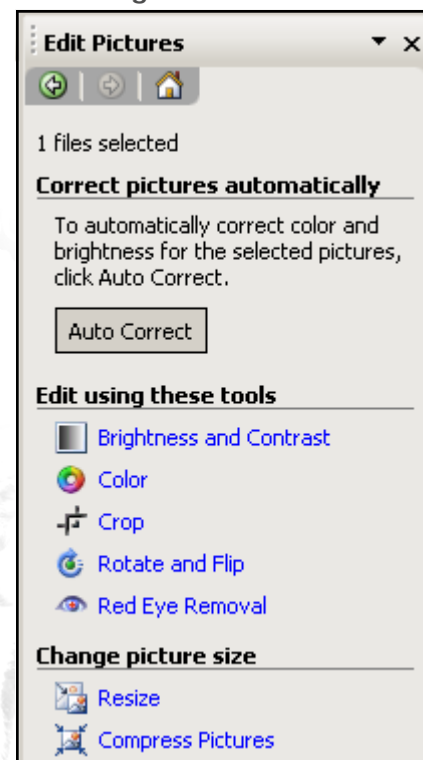 Edit Pictures
1 files selected
Correct pictures automatically
To automatically correct color and
brightness for the selected pictures,
click Auto Correct.
Auto Correct
Edit using these tools
Brightness and Contrast
Color
Crop
Rotate and Flip
Red Eye Removal
Change picture size
Resize
Compress Pictures